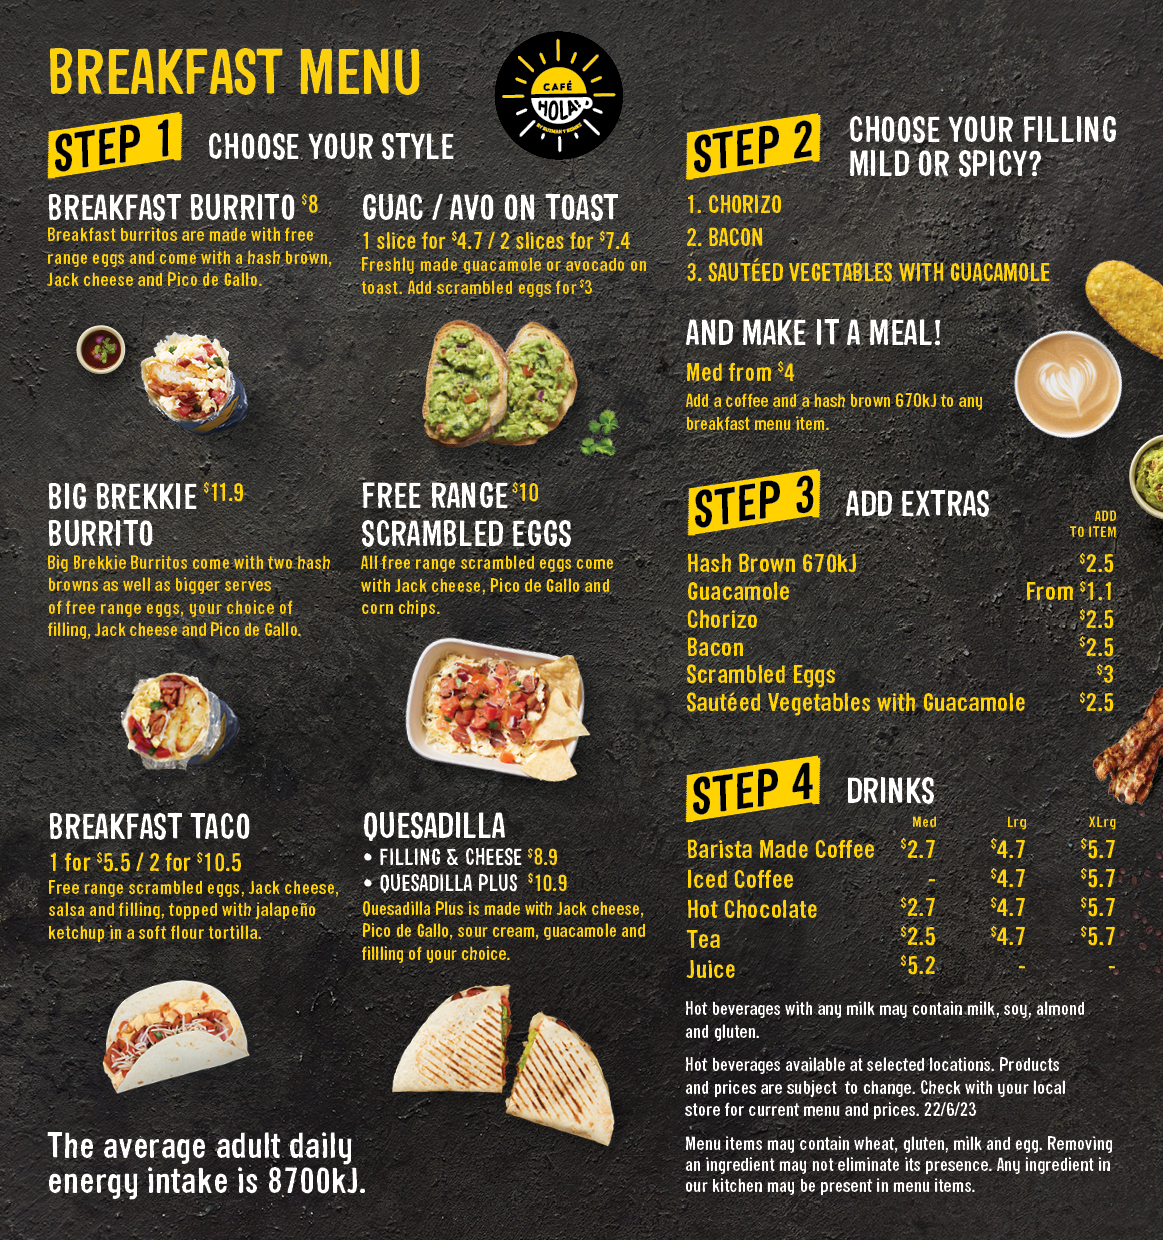 BREAKFAST MENU
CAFÉ
HOLA!
BY GUZMAN Y GOMEZ
STEP 1
CHOOSE YOUR STYLE
BREAKFAST BURRITO $8
Breakfast burritos are made with free
range eggs and come with a hash brown,
Jack cheese and Pico de Gallo.
GUAC / AVO ON TOAST
1 slice for $4.7 / 2 slices for $7.4
Freshly made guacamole or avocado on
toast. Add scrambled eggs for $3
BIG BREKKIE $11.9
BURRITO
Big Brekkie Burritos come with two hash
browns as well as bigger serves
of free range eggs, your choice of
filling, Jack cheese and Pico de Gallo.
FREE RANGE $10
SCRAMBLED EGGS
All free range scrambled eggs come
with Jack cheese, Pico de Gallo and
corn chips.
BREAKFAST TACO
1 for $5.5 / 2 for $10.5
Free range scrambled eggs, Jack cheese,
salsa and filling, topped with jalapeño
ketchup in a soft flour tortilla.
QUESADILLA
• FILLING & CHEESE $8.9
• QUESADILLA PLUS $10.9
Quesadilla Plus is made with Jack cheese,
Pico de Gallo, sour cream, guacamole and
fillling of your choice.
The average adult daily
energy intake is 8700kJ.
STEP 2
CHOOSE YOUR FILLING
MILD OR SPICY?
1. CHORIZO
2. BACON
3. SAUTÉED VEGETABLES WITH GUACAMOLE
AND MAKE IT A MEAL!
Med from $4
Add a coffee and a hash brown 670kJ to any
breakfast menu item.
STEP 3
ADD EXTRAS
ADD
TO ITEM
Hash Brown 670kJ $2.5
Guacamole From $1.1
Chorizo $2.5
Bacon $2.5
Scrambled Eggs $3
Sautéed Vegetables with Guacamole $2.5
STEP 4
DRINKS
Med Lrg XLrg
Barista Made Coffee $2.7 $4.7 $5.7
Iced Coffee - $4.7 $5.7
Hot Chocolate $2.7 $4.7 $5.7
Tea $2.5 $4.7 $5.7
Juice $5.2 - -
Hot beverages with any milk may contain milk, soy, almond
and gluten.
Hot beverages available at selected locations. Products
and prices are subject to change. Check with your local
store for current menu and prices. 22/6/23
Menu items may contain wheat, gluten, milk and egg. Removing
an ingredient may not eliminate its presence. Any ingredient in
our kitchen may be present in menu items.